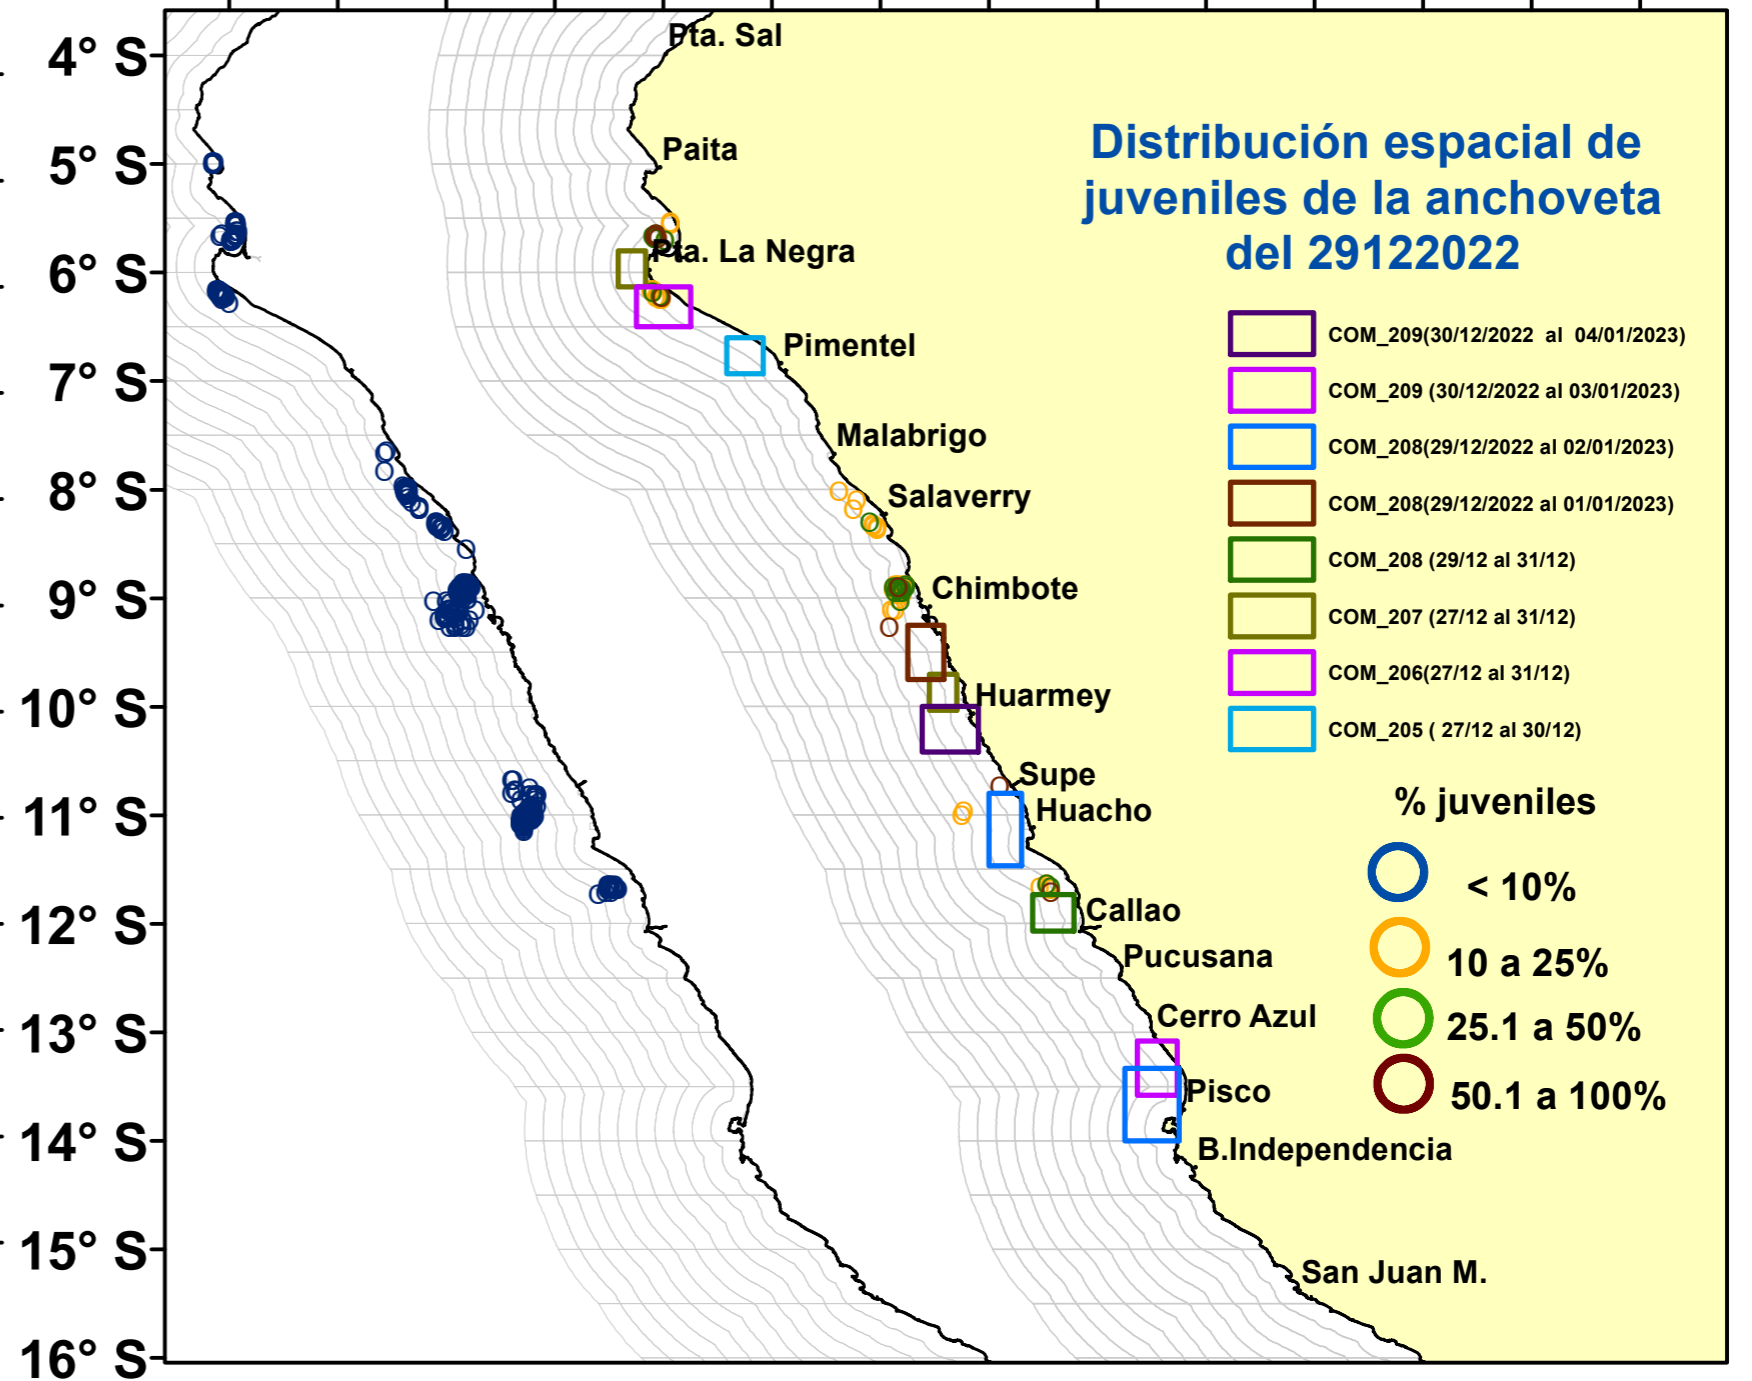 4° S
5° S
6° S
7° S
8° S
9° S
10° S
11° S
12° S
13° S
14° S
15° S
16° S
Pta. Sal
Paita
Pta. La Negra
Pimentel
Malabrigo
Salaverry
Chimbote
Huarmey
Supe
Huacho
Callao
Pucusana
Cerro Azul
Pisco
B.Independencia
San Juan M.
Distribución espacial de
juveniles de la anchoveta
del 29122022
COM_209(30/12/2022 al 04/01/2023)
COM_209 (30/12/2022 al 03/01/2023)
COM_208(29/12/2022 al 02/01/2023)
COM_208(29/12/2022 al 01/01/2023)
COM_208 (29/12 al 31/12)
COM_207 (27/12 al 31/12)
COM_206(27/12 al 31/12)
COM_205 ( 27/12 al 30/12)
% juveniles
< 10%
10 a 25%
25.1 a 50%
50.1 a 100%